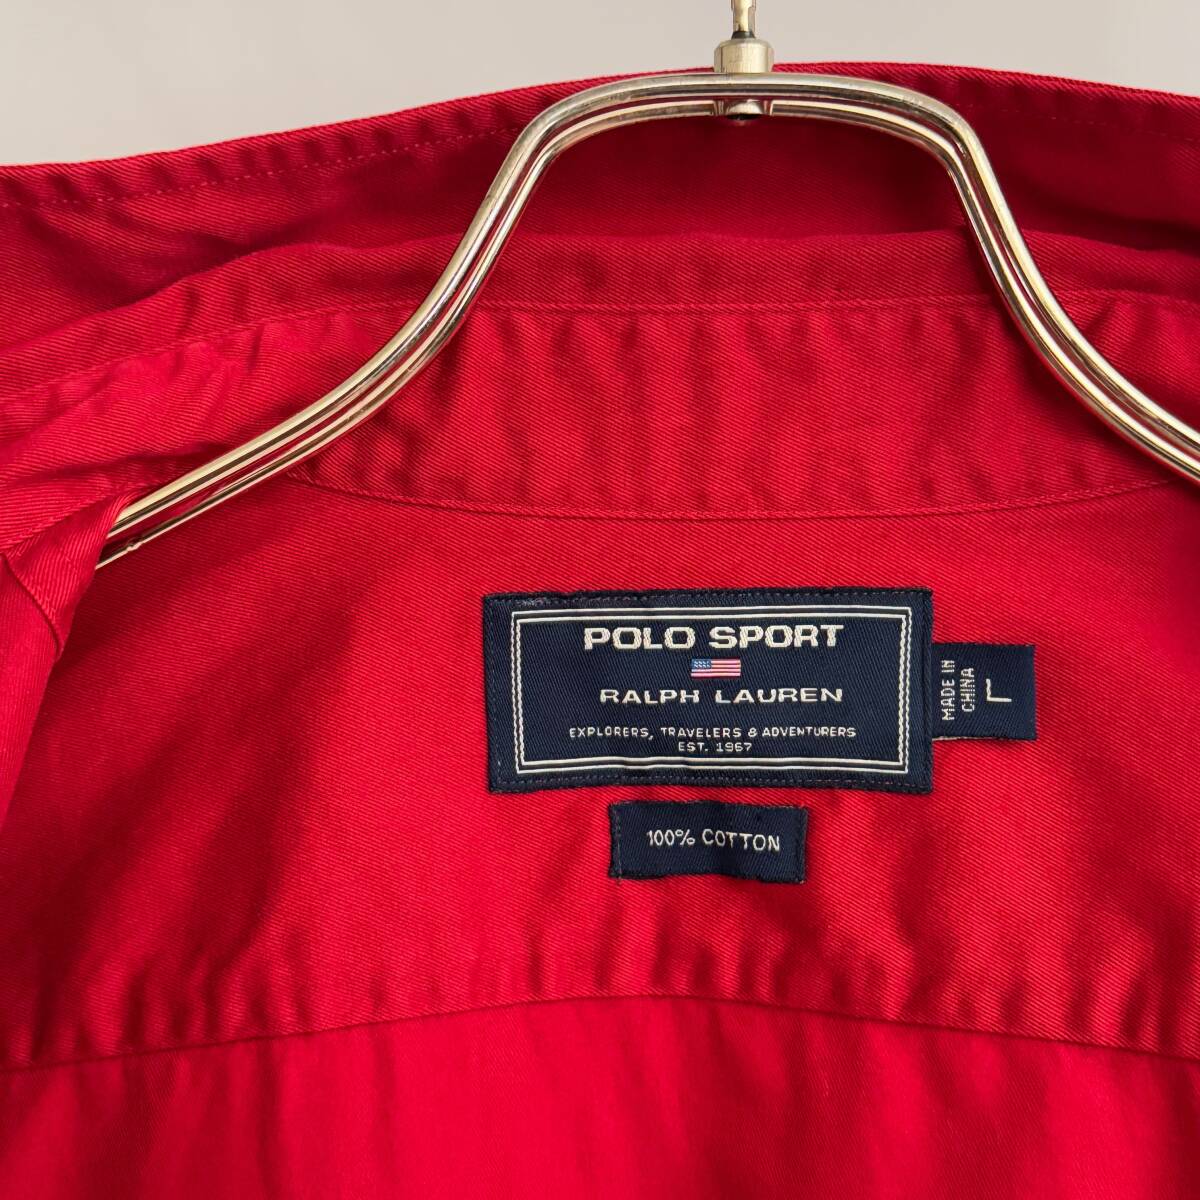 POLO SPORT
RALPH LAUREN
EXPLORERS, TRAVELERS & ADVENTURERS
EST. 1967
MADE IN
CHINA
L
100% COTTON